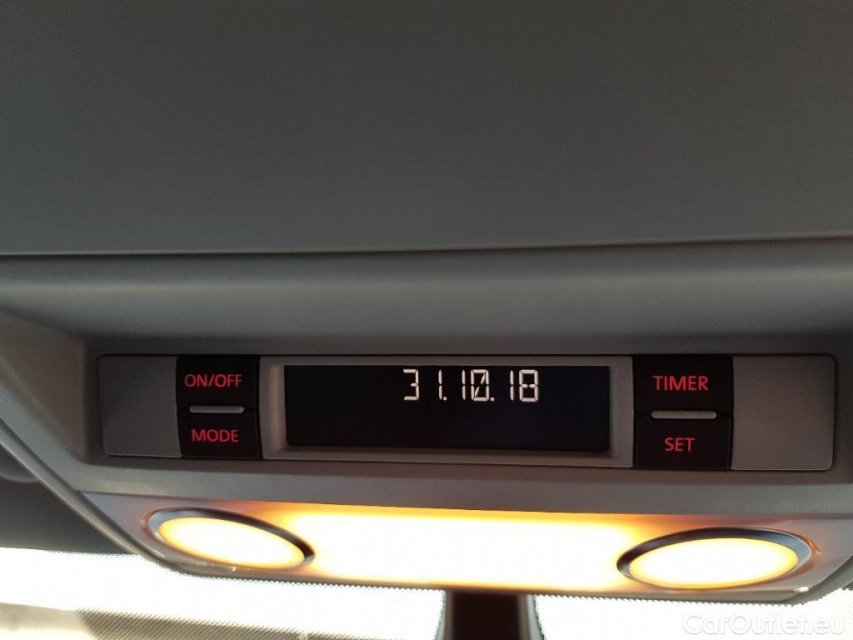 ON/OFF
MODE
31.10.18
TIMER
SET
CarOutlet.eu